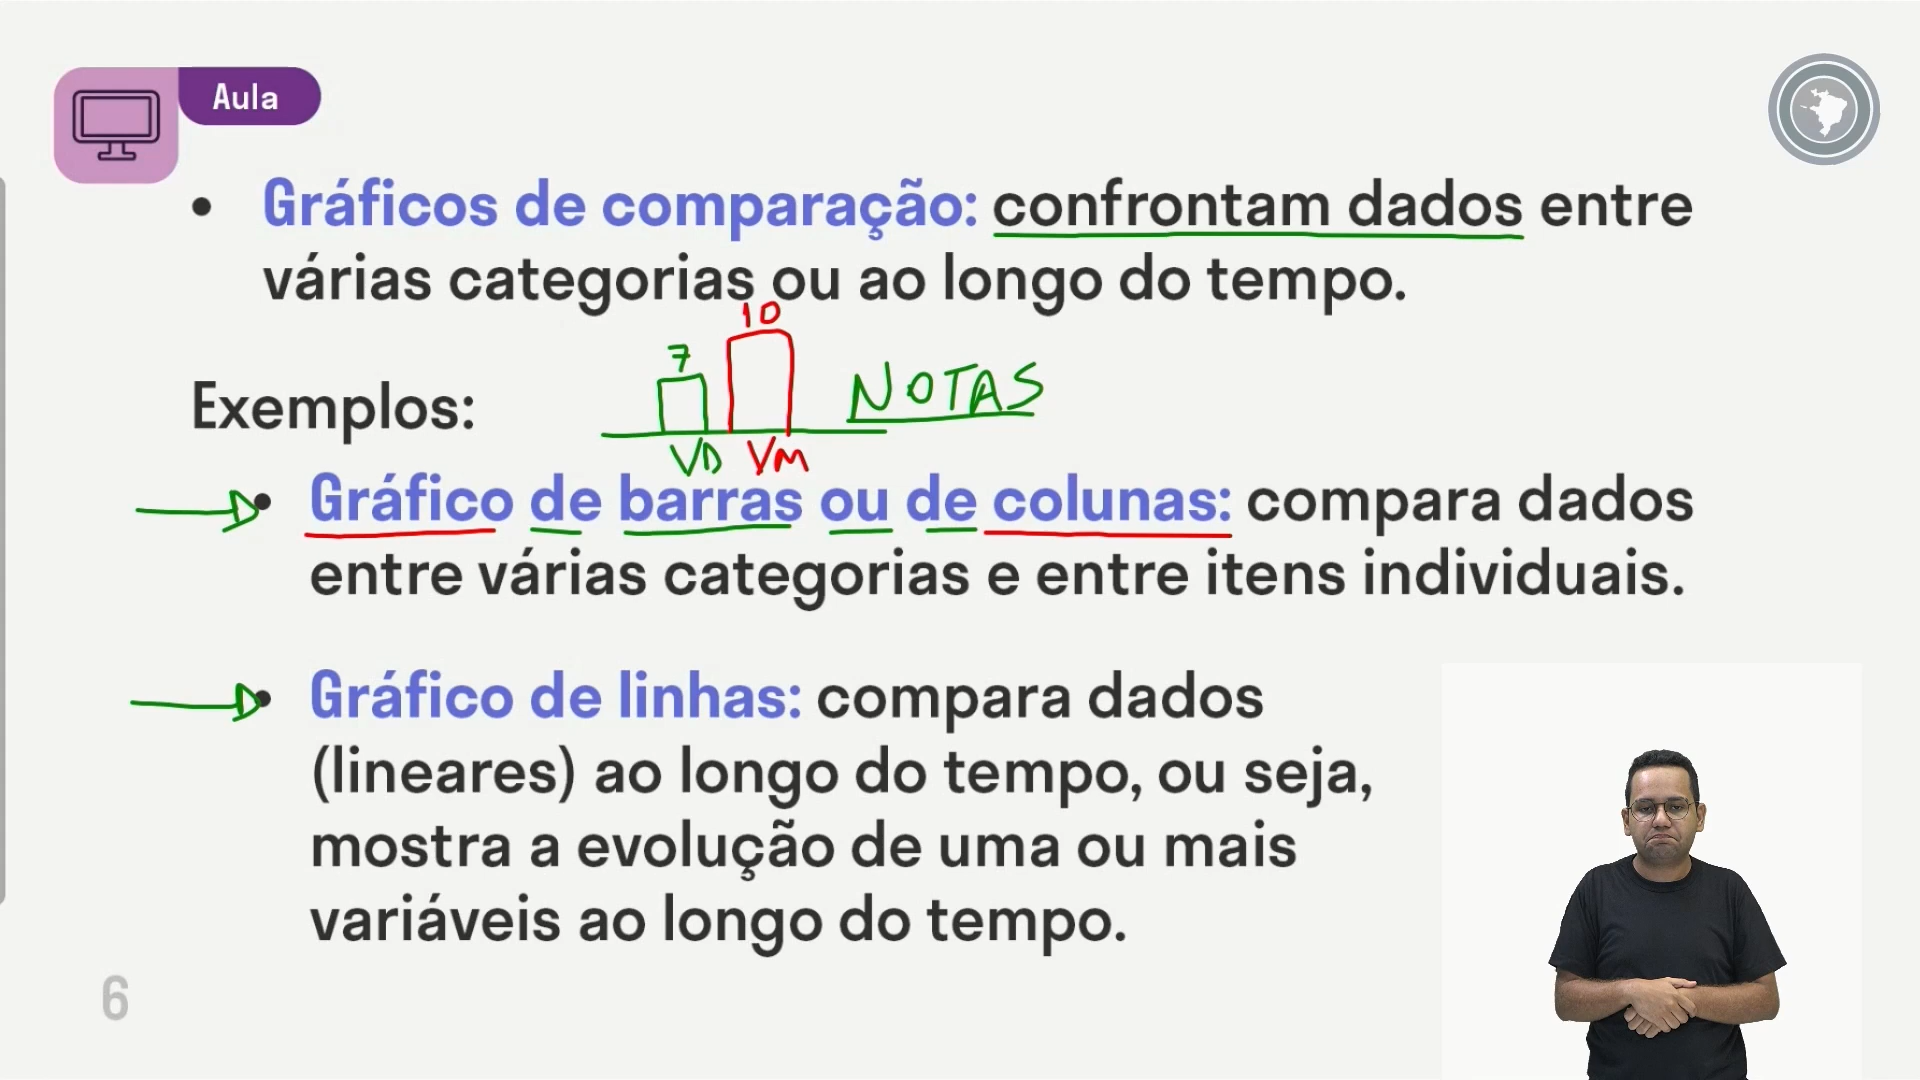 Aula
• Gráficos de comparação: confrontam dados entre
várias categorias ou ao longo do tempo.
10
7
NOTAS
Exemplos:
VD VM
• Gráfico de barras ou de colunas: compara dados
entre várias categorias e entre itens individuais.
• Gráfico de linhas: compara dados
(lineares) ao longo do tempo, ou seja,
mostra a evolução de uma ou mais
variáveis ao longo do tempo.
6